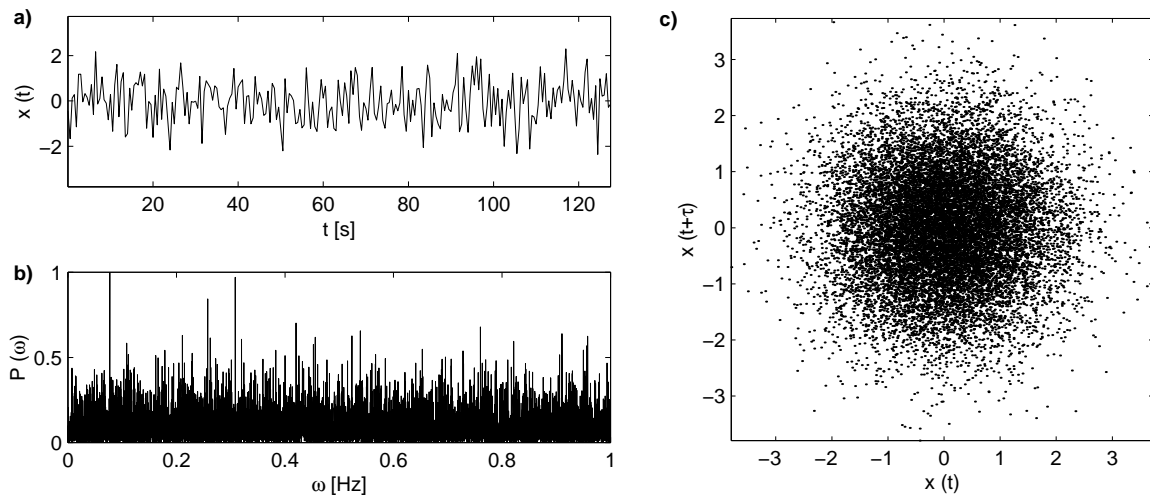 a)
2
0
−2
x (t)
20 40 60 80 100 120
t [s]
b)
1
0.5
0
P (ω)
0 0.2 0.4 0.6 0.8 1
ω [Hz]
c)
3
2
1
0
−1
−2
−3
x (t+τ)
−3 −2 −1 0 1 2 3
x (t)